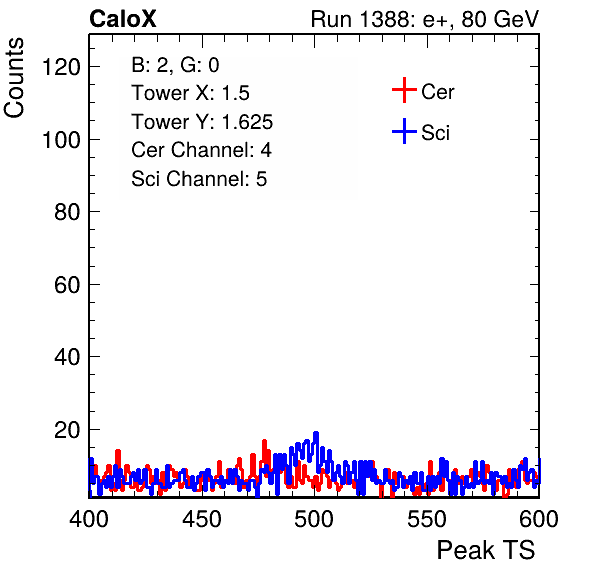 CaloX Run 1388: e+, 80 GeV
B: 2, G: 0
Tower X: 1.5
Tower Y: 1.625
Cer Channel: 4
Sci Channel: 5
Cer
Sci
Counts
120
100
80
60
40
20
400 450 500 550 600
Peak TS